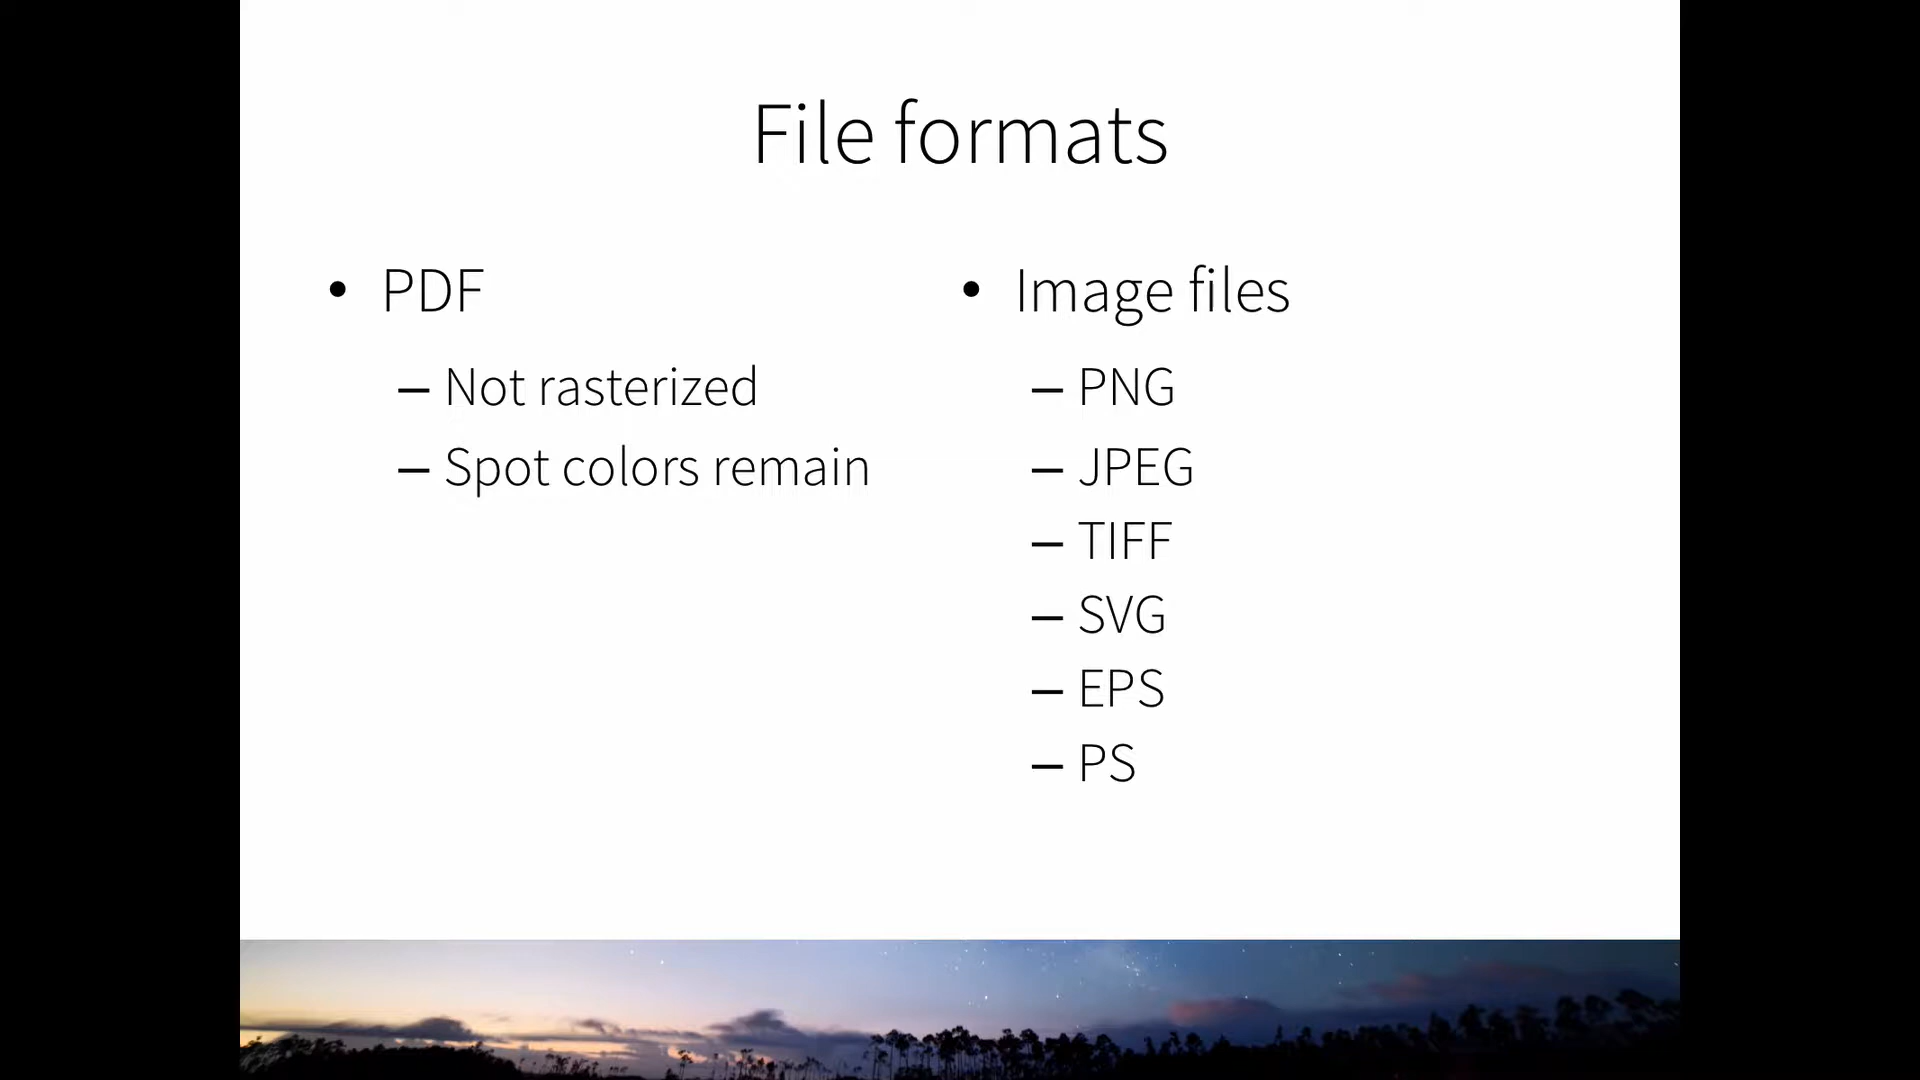 File formats
• PDF
– Not rasterized
– Spot colors remain
• Image files
– PNG
– JPEG
– TIFF
– SVG
– EPS
– PS